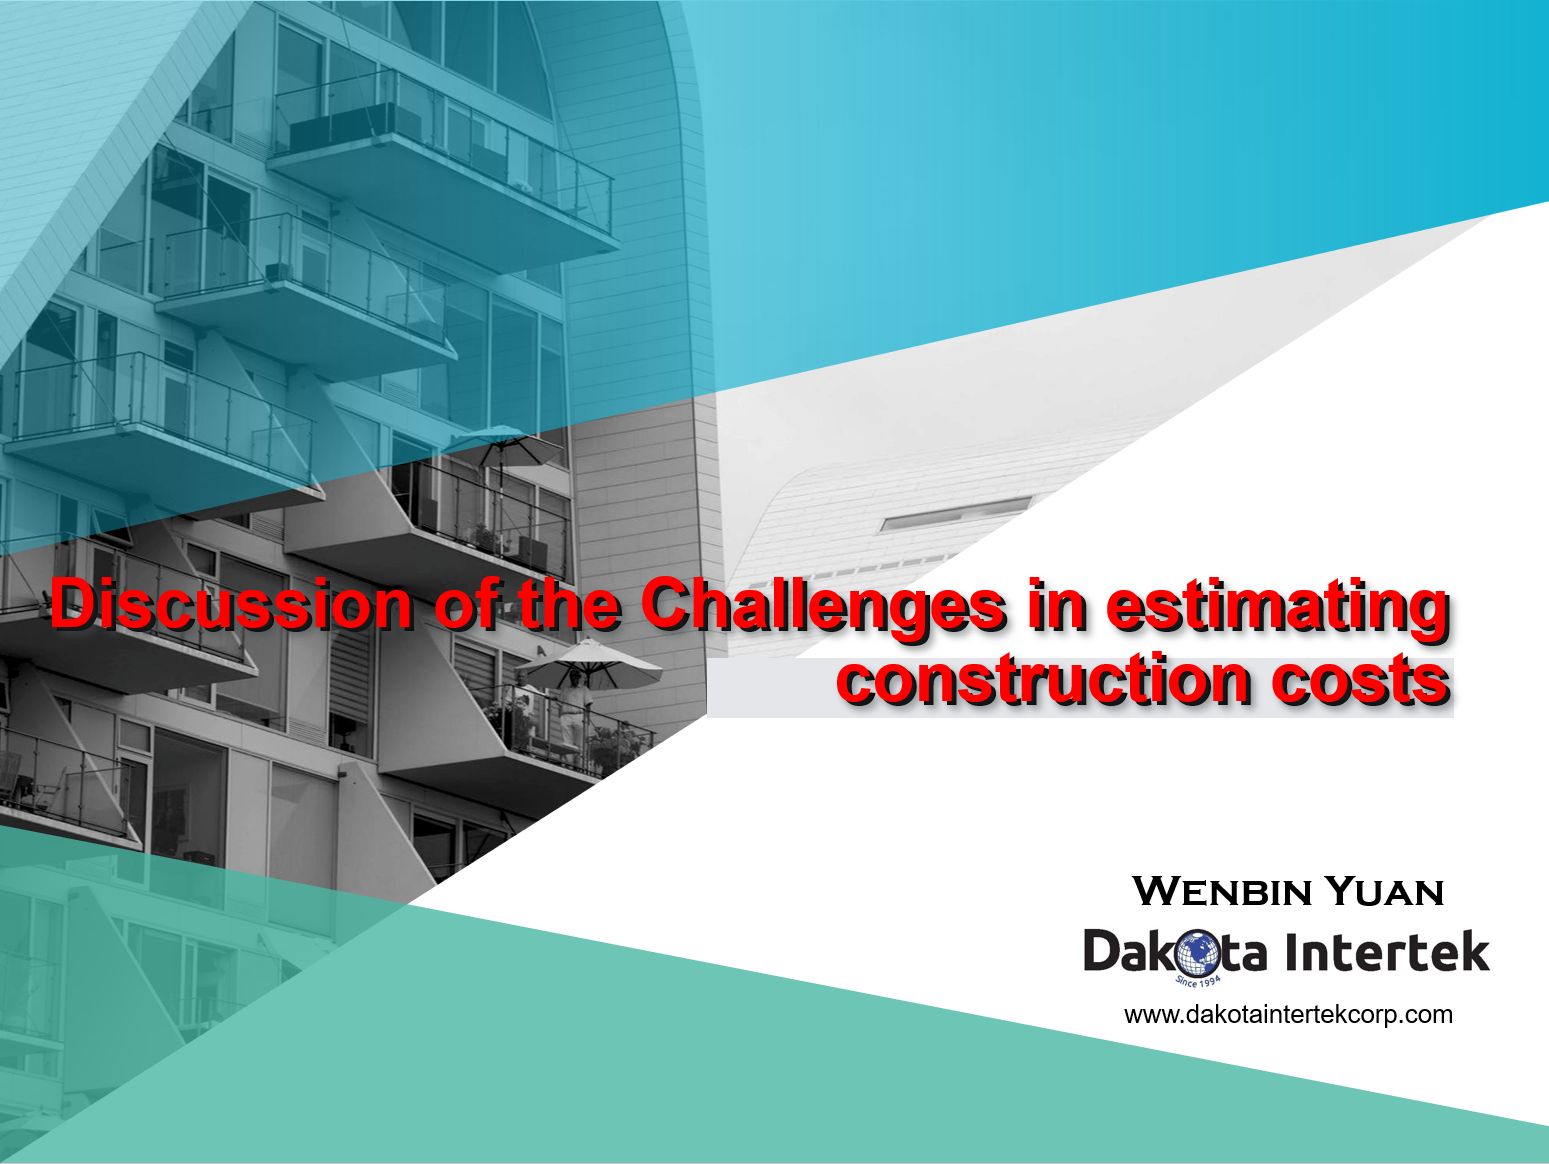 Discussion of the Challenges in estimating
construction costs
WENBIN YUAN
Dakota Intertek
Since 1994
www.dakotaintertekcorp.com